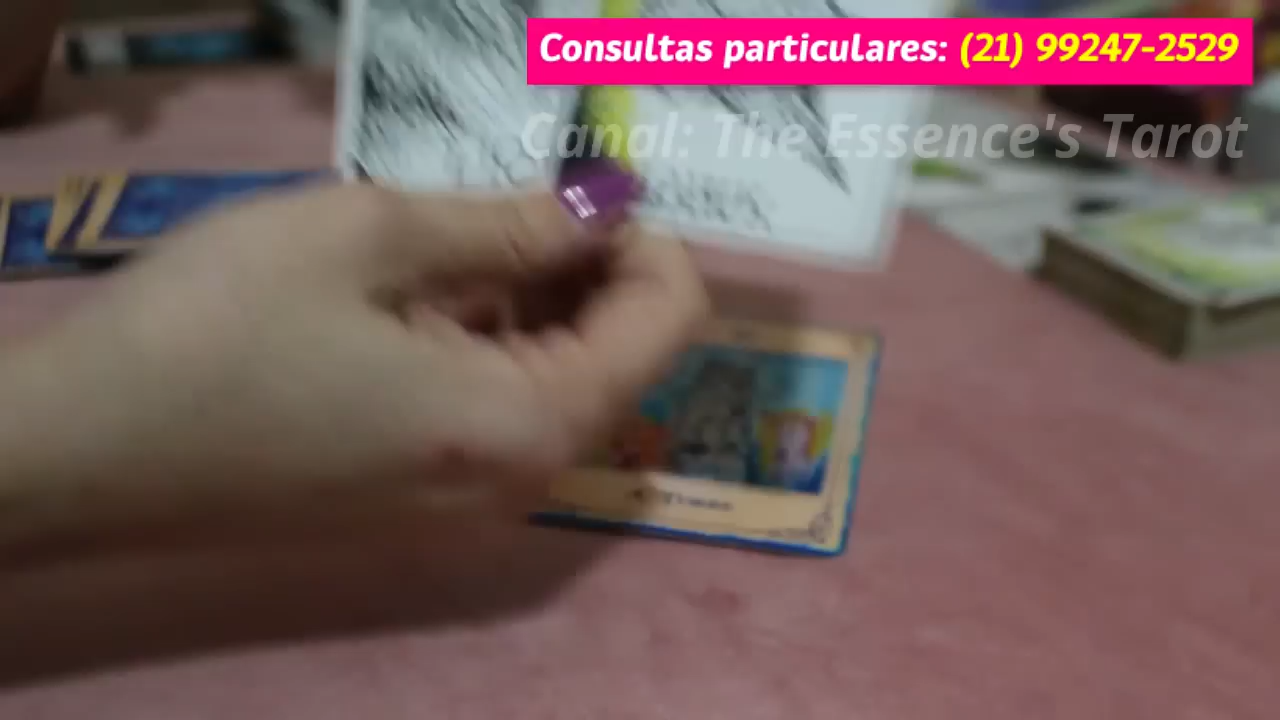 Consultas particulares: (21) 99247-2529
Canal: The Essence's Tarot